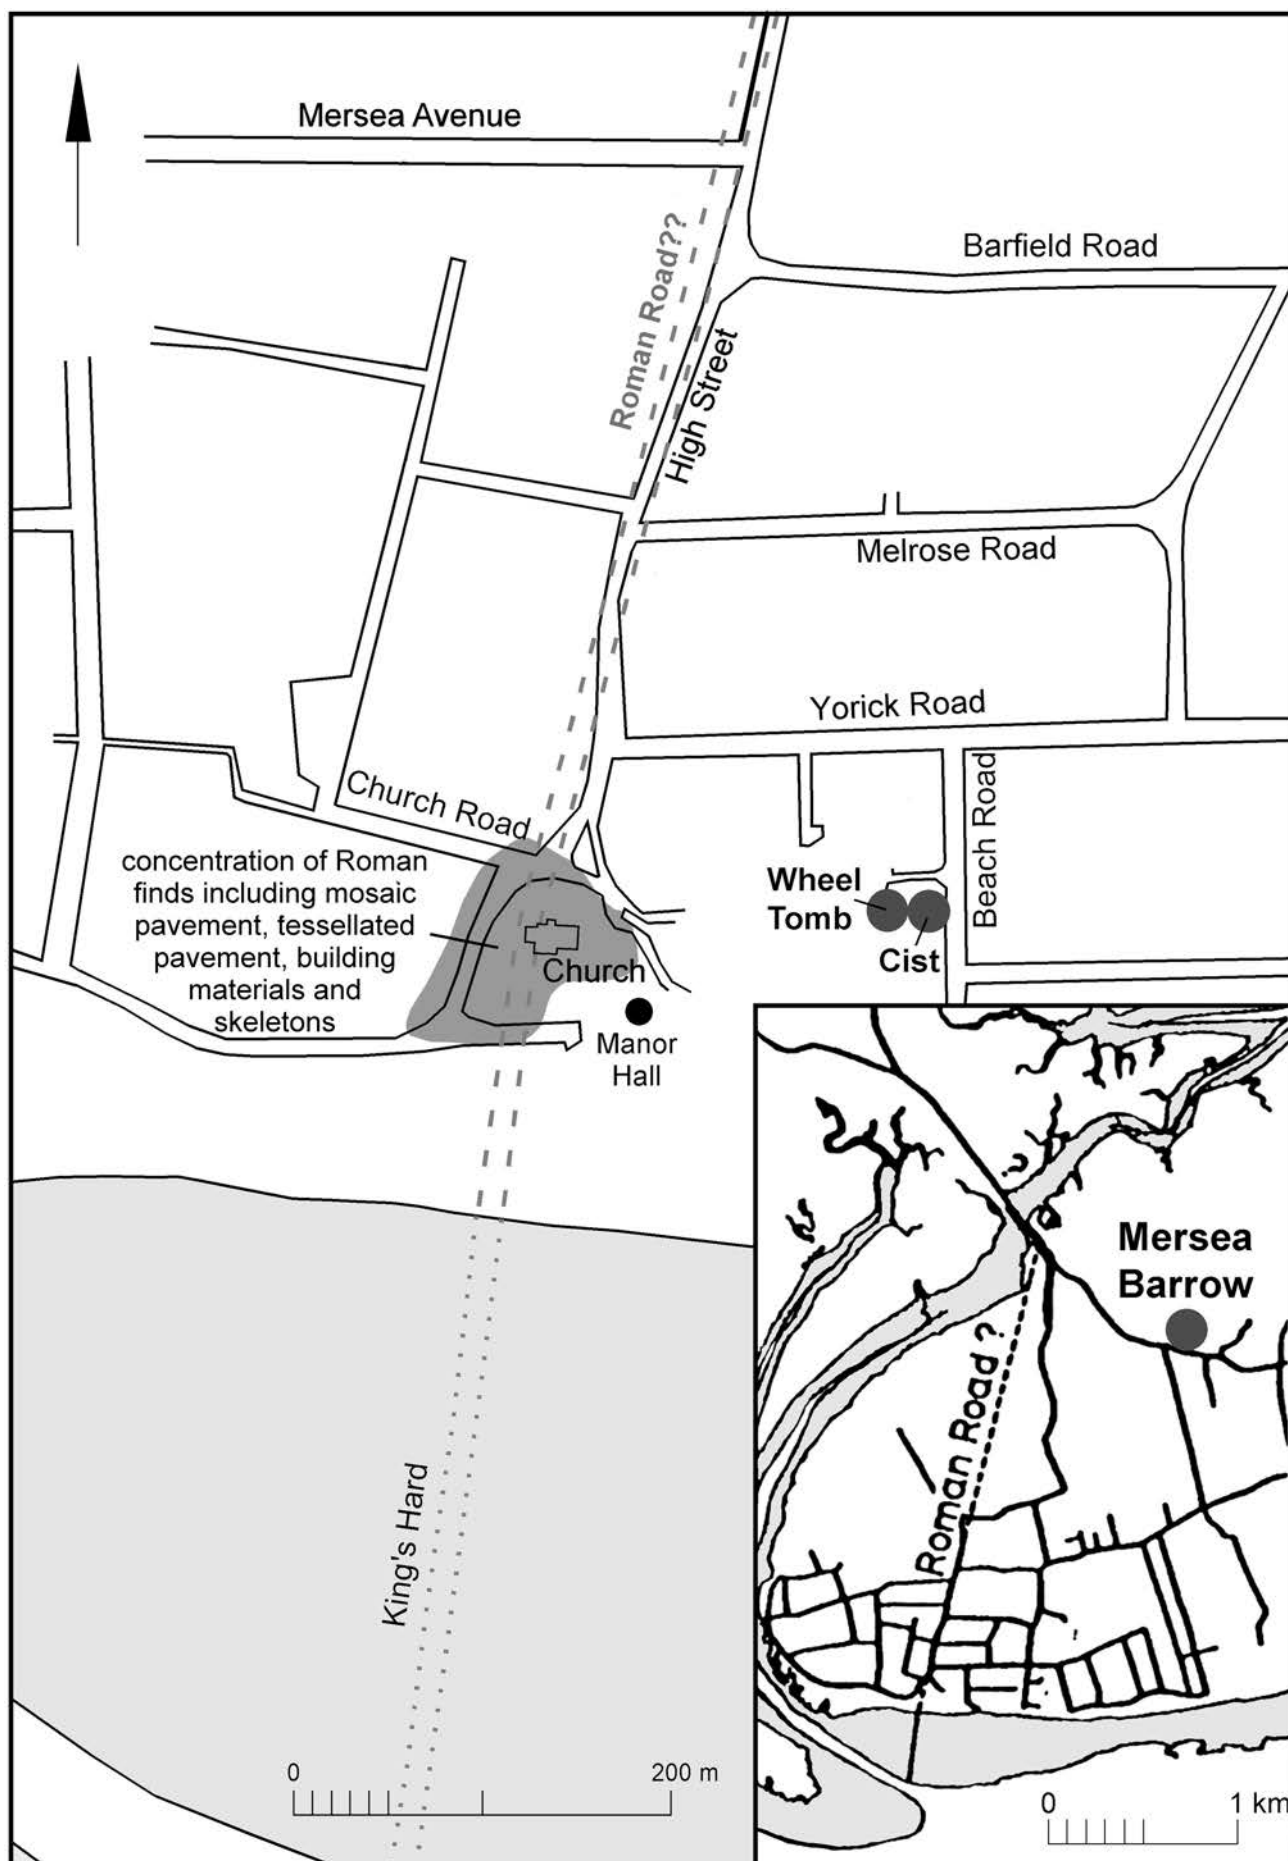 Mersea Avenue
Barfield Road
Roman Road??
High Street
Melrose Road
Yorick Road
Church Road
Beach Road
concentration of Roman
finds including mosaic
pavement, tessellated
pavement, building
materials and
skeletons
Wheel
Tomb
Cist
Church
Manor
Hall
King's Hard
0
200 m
Mersea
Barrow
Roman Road ?
0
1 km